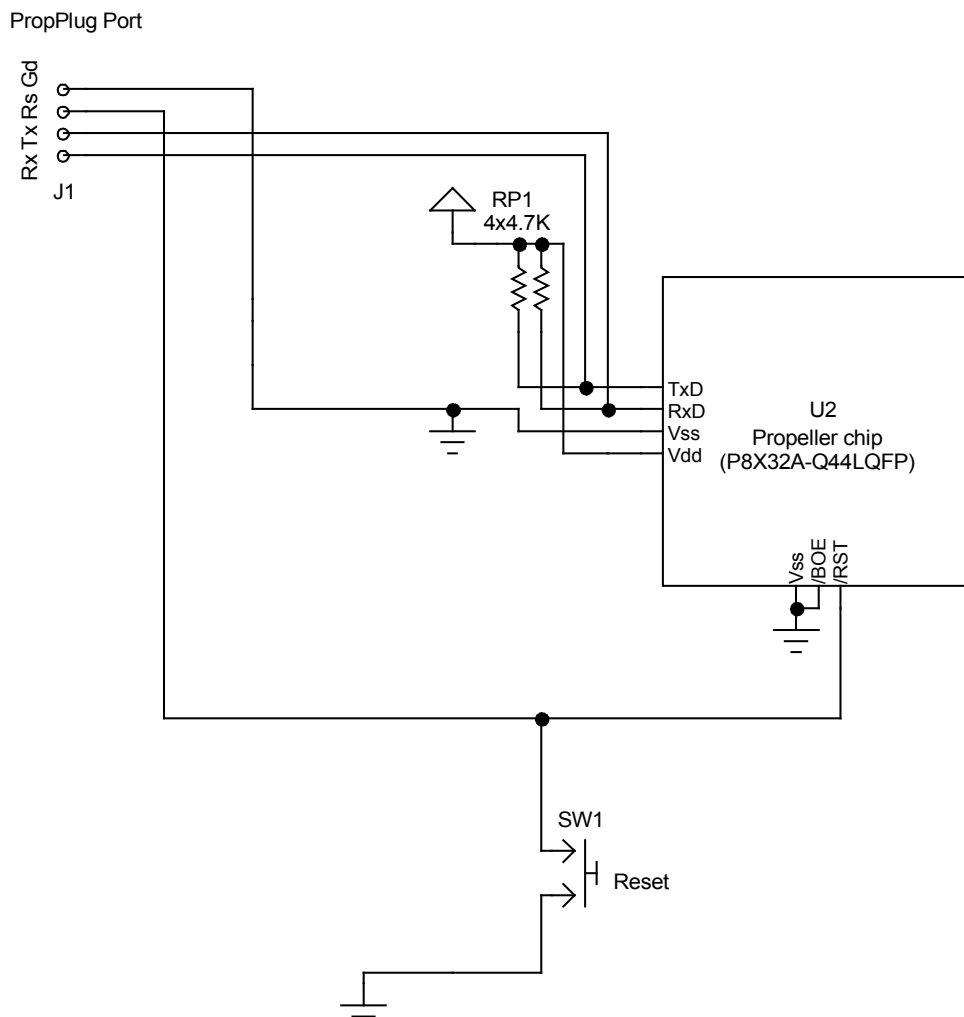 PropPlug Port
Rx Tx Rs Gd
J1
RP1
4x4.7K
TxD
RxD
Vss
Vdd
U2
Propeller chip
(P8X32A-Q44LQFP)
Vss
/BOE
/RST
SW1
Reset